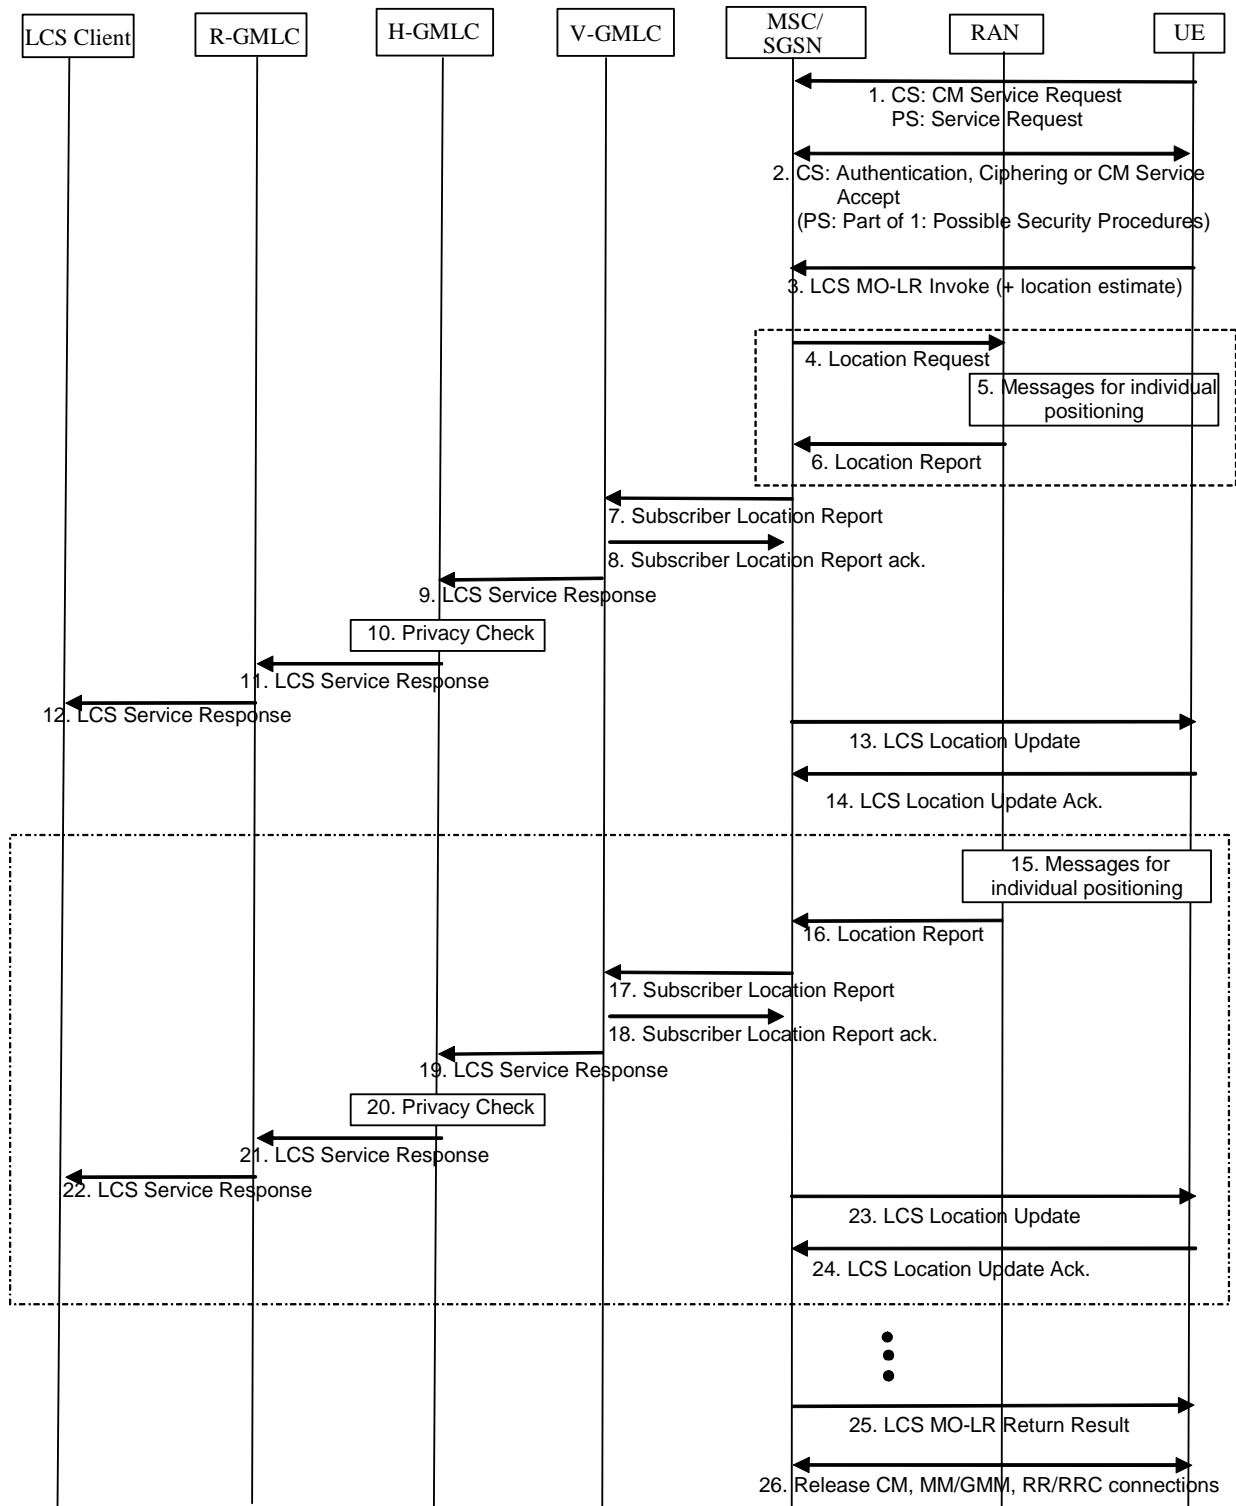 LCS Client
R-GMLC
H-GMLC
V-GMLC
MSC/
SGSN
RAN
UE
1. CS: CM Service Request
PS: Service Request
2. CS: Authentication, Ciphering or CM Service
Accept
(PS: Part of 1: Possible Security Procedures)
3. LCS MO-LR Invoke (+ location estimate)
4. Location Request
5. Messages for individual
positioning
6. Location Report
7. Subscriber Location Report
8. Subscriber Location Report ack.
9. LCS Service Response
10. Privacy Check
11. LCS Service Response
12. LCS Service Response
13. LCS Location Update
14. LCS Location Update Ack.
15. Messages for
individual positioning
16. Location Report
17. Subscriber Location Report
18. Subscriber Location Report ack.
19. LCS Service Response
20. Privacy Check
21. LCS Service Response
22. LCS Service Response
23. LCS Location Update
24. LCS Location Update Ack.
25. LCS MO-LR Return Result
26. Release CM, MM/GMM, RR/RRC connections